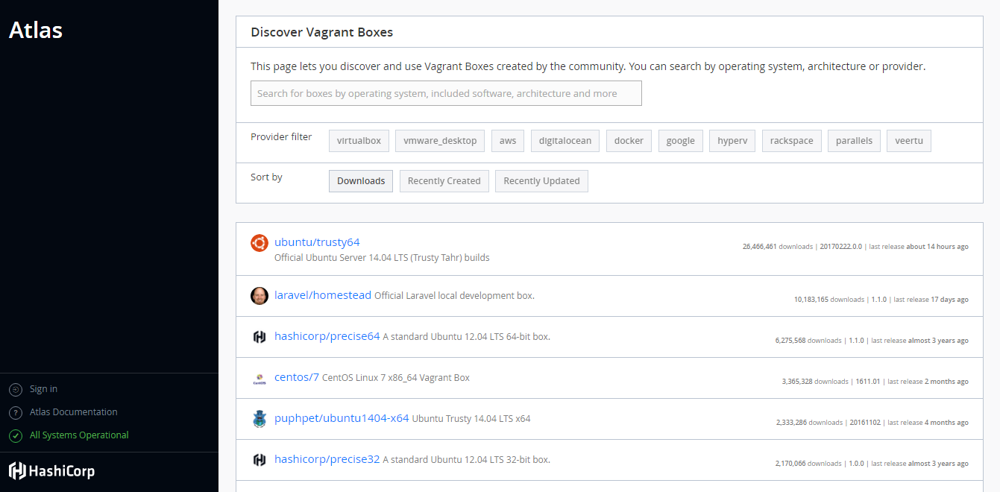 Atlas
Sign in
Atlas Documentation
All Systems Operational
HashiCorp
Discover Vagrant Boxes
This page lets you discover and use Vagrant Boxes created by the community. You can search by operating system, architecture or provider.
Search for boxes by operating system, included software, architecture and more
Provider filter virtualbox vmware_desktop aws digitalocean docker google hyperv rackspace parallels veertu
Sort by Downloads Recently Created Recently Updated
ubuntu/trusty64
26,466,461 downloads | 20170222.0.0 | last release about 14 hours ago
Official Ubuntu Server 14.04 LTS (Trusty Tahr) builds
laravel/homestead Official Laravel local development box.
10,183,165 downloads | 1.1.0 | last release 17 days ago
hashicorp/precise64 A standard Ubuntu 12.04 LTS 64-bit box.
6,275,568 downloads | 1.1.0 | last release almost 3 years ago
CentOS
centos/7 CentOS Linux 7 x86_64 Vagrant Box
3,365,328 downloads | 1611.01 | last release 2 months ago
puphpet/ubuntu1404-x64 Ubuntu Trusty 14.04 LTS x64
2,333,286 downloads | 20161102 | last release 4 months ago
hashicorp/precise32 A standard Ubuntu 12.04 LTS 32-bit box.
2,170,066 downloads | 1.0.0 | last release almost 3 years ago